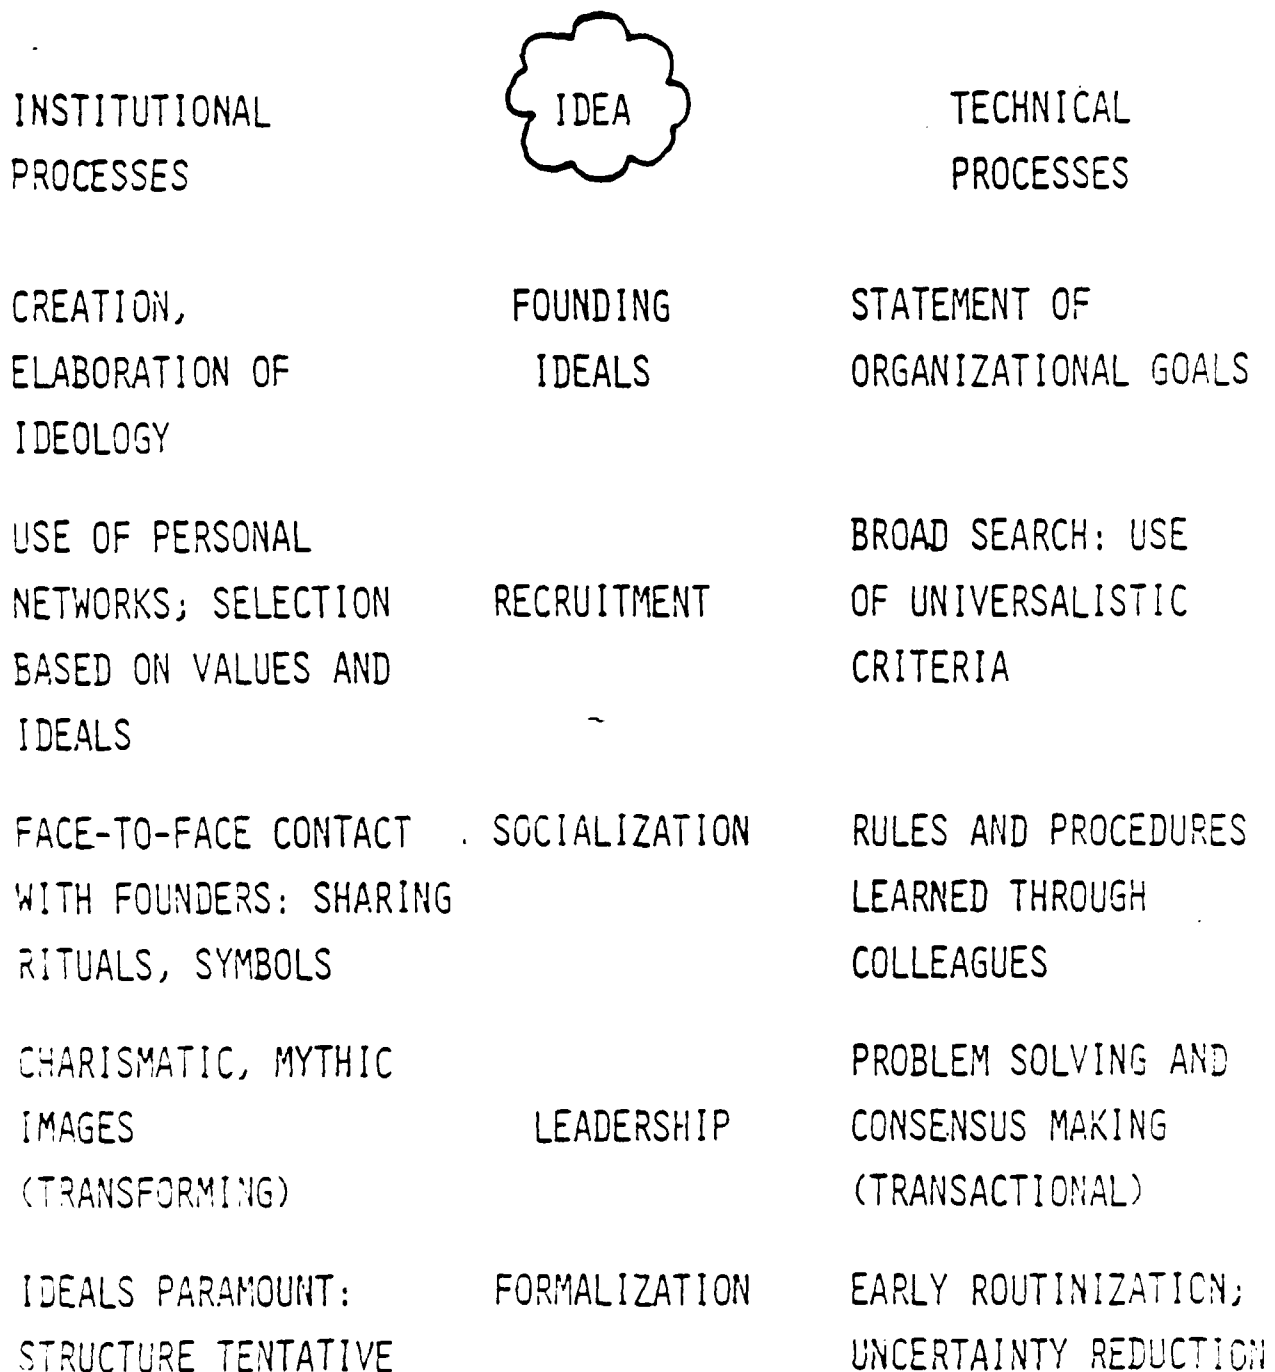 INSTITUTIONAL
PROCESSES
IDEA
TECHNICAL
PROCESSES
CREATION,
ELABORATION OF
IDEOLOGY
FOUNDING
IDEALS
STATEMENT OF
ORGANIZATIONAL GOALS
USE OF PERSONAL
NETWORKS; SELECTION
BASED ON VALUES AND
IDEALS
RECRUITMENT
BROAD SEARCH: USE
OF UNIVERSALISTIC
CRITERIA
FACE-TO-FACE CONTACT
WITH FOUNDERS: SHARING
RITUALS, SYMBOLS
SOCIALIZATION
RULES AND PROCEDURES
LEARNED THROUGH
COLLEAGUES
CHARISMATIC, MYTHIC
IMAGES
(TRANSFORMING)
LEADERSHIP
PROBLEM SOLVING AND
CONSENSUS MAKING
(TRANSACTIONAL)
IDEALS PARAMOUNT:
STRUCTURE TENTATIVE
FORMALIZATION
EARLY ROUTINIZATION;
UNCERTAINTY REDUCTION